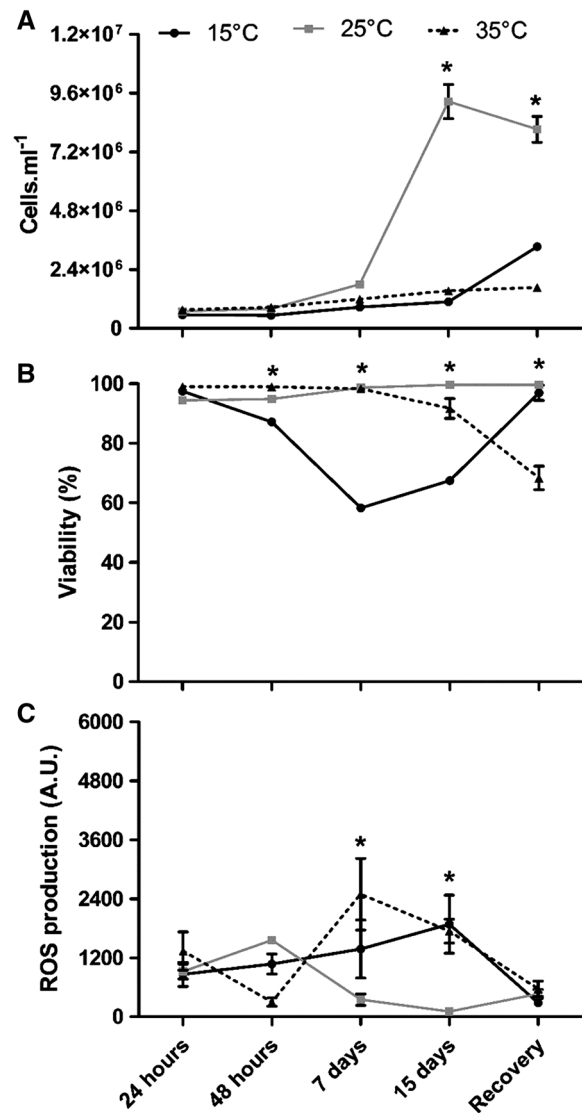 A
15°C 25°C 35°C
1.2×10⁷
9.6×10⁶
7.2×10⁶
4.8×10⁶
2.4×10⁶
0
Cells.ml⁻¹
*
*
B
100
80
60
40
20
0
Viability (%)
* * * *
C
6000
4800
3600
2400
1200
0
ROS production (A.U.)
*
*
24 hours 48 hours 7 days 15 days Recovery